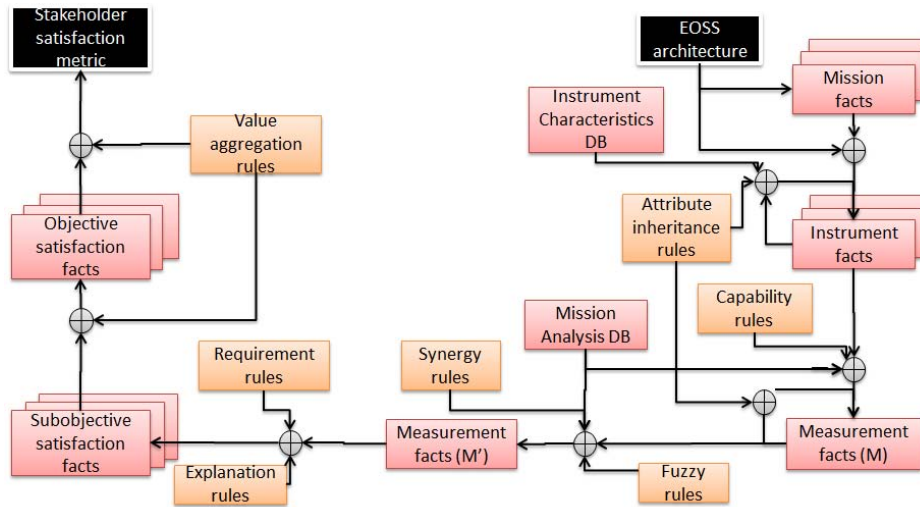 Stakeholder
satisfaction
metric
EOSS
architecture
Mission
facts
Instrument
Characteristics
DB
Value
aggregation
rules
Attribute
inheritance
rules
Objective
satisfaction
facts
Instrument
facts
Capability
rules
Mission
Analysis DB
Requirement
rules
Synergy
rules
Subobjective
satisfaction
facts
Measurement
facts (M')
Measurement
facts (M)
Explanation
rules
Fuzzy
rules